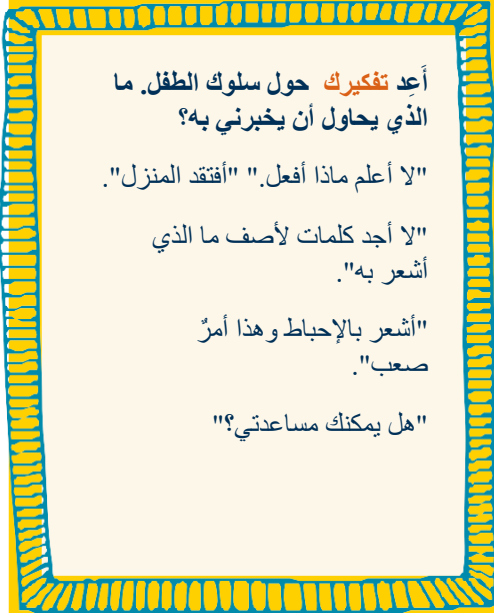 أَعِد تفكيرك حول سلوك الطفل. ما
الذي يحاول أن يخبرني به؟
"لا أعلم ماذا أفعل." "أفتقد المنزل".
"لا أجد كلمات لأصف ما الذي
أشعر به".
"أشعر بالإحباط وهذا أمرٌ
صعب".
"هل يمكنك مساعدتي؟"